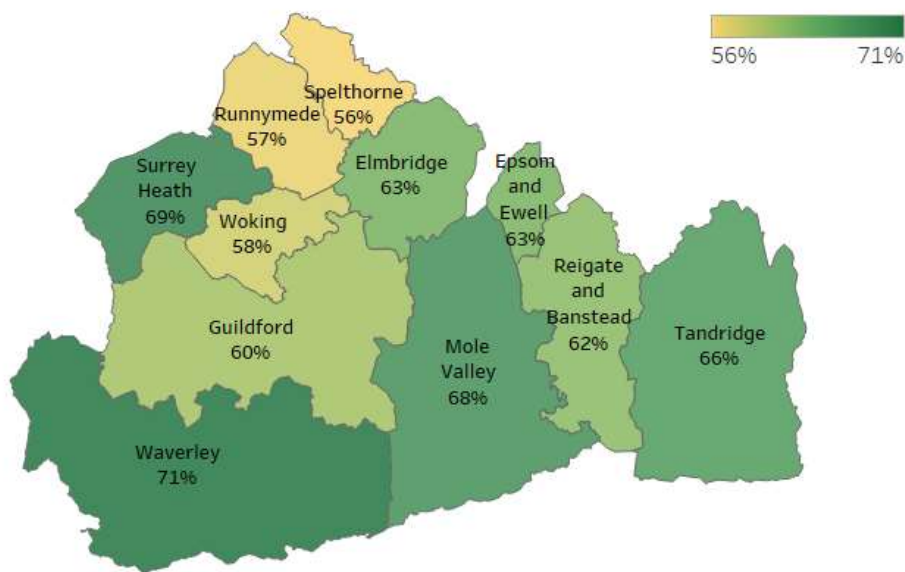 56% 71%
Spelthorne
56%
Runnymede
57%
Elmbridge
63%
Epsom
and
Ewell
63%
Surrey
Heath
69%
Woking
58%
Reigate
and
Banstead
62%
Guildford
60%
Mole
Valley
68%
Tandridge
66%
Waverley
71%